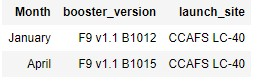 Month booster_version launch_site
January F9 v1.1 B1012 CCAFS LC-40
April F9 v1.1 B1015 CCAFS LC-40